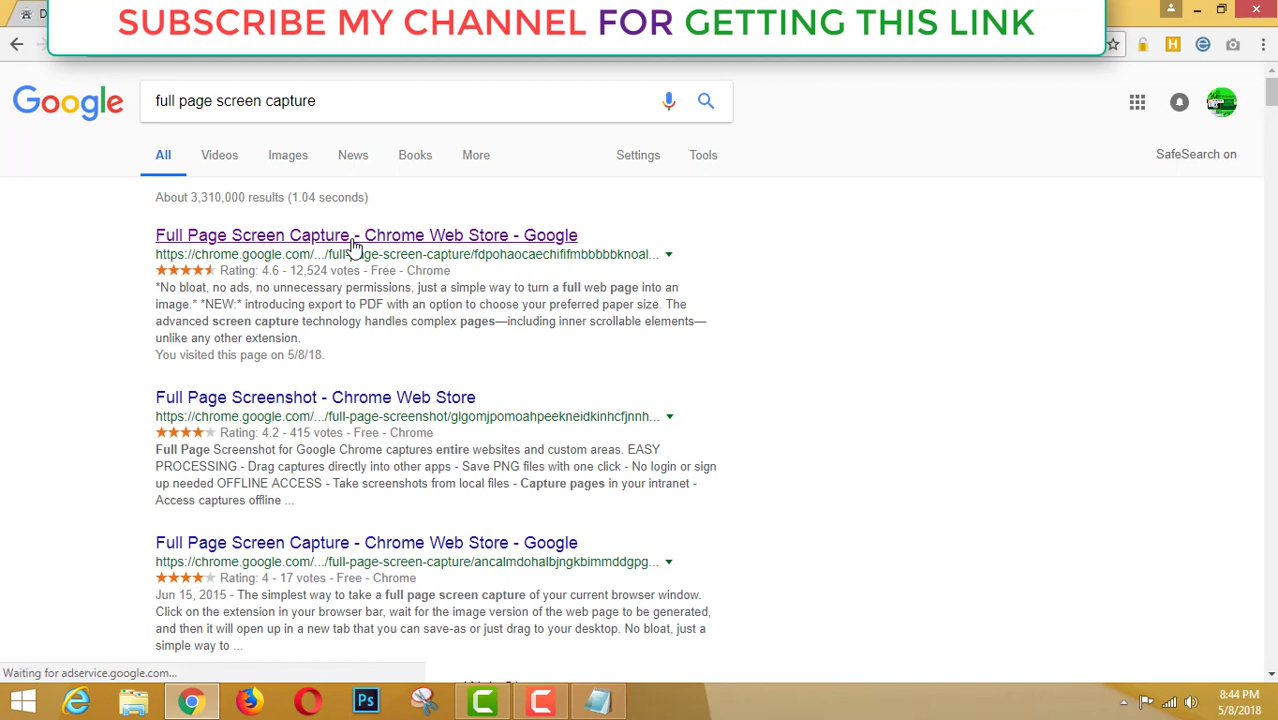 SUBSCRIBE MY CHANNEL FOR GETTING THIS LINK
D
H
Google
full page screen capture
All
Videos
Images
News
Books
More
Settings
Tools
SafeSearch on
About 3,310,000 results (1.04 seconds)
Full Page Screen Capture - Chrome Web Store - Google
https://chrome.google.com/.../full-page-screen-capture/fdpohaocaechififmbbbbbknoal...
Rating: 4.6 - 12,524 votes - Free - Chrome
*No bloat, no ads, no unnecessary permissions, just a simple way to turn a full web page into an
image.* *NEW:* introducing export to PDF with an option to choose your preferred paper size. The
advanced screen capture technology handles complex pages—including inner scrollable elements—
unlike any other extension.
You visited this page on 5/8/18.
Full Page Screenshot - Chrome Web Store
https://chrome.google.com/.../full-page-screenshot/glgomjpomoahpeekneidkinhcfjnnh...
Rating: 4.2 - 415 votes - Free - Chrome
Full Page Screenshot for Google Chrome captures entire websites and custom areas. EASY
PROCESSING - Drag captures directly into other apps - Save PNG files with one click - No login or sign
up needed OFFLINE ACCESS - Take screenshots from local files - Capture pages in your intranet -
Access captures offline ...
Full Page Screen Capture - Chrome Web Store - Google
https://chrome.google.com/.../full-page-screen-capture/ancalmdohalbjngkbimmddgpg...
Rating: 4 - 17 votes - Free - Chrome
Jun 15, 2015 - The simplest way to take a full page screen capture of your current browser window.
Click on the extension in your browser bar, wait for the image version of the web page to be generated,
and then it will open up in a new tab that you can save-as or just drag to your desktop. No bloat, just a
simple way to ...
Waiting for adservice.google.com...
Ps
8:44 PM
5/8/2018